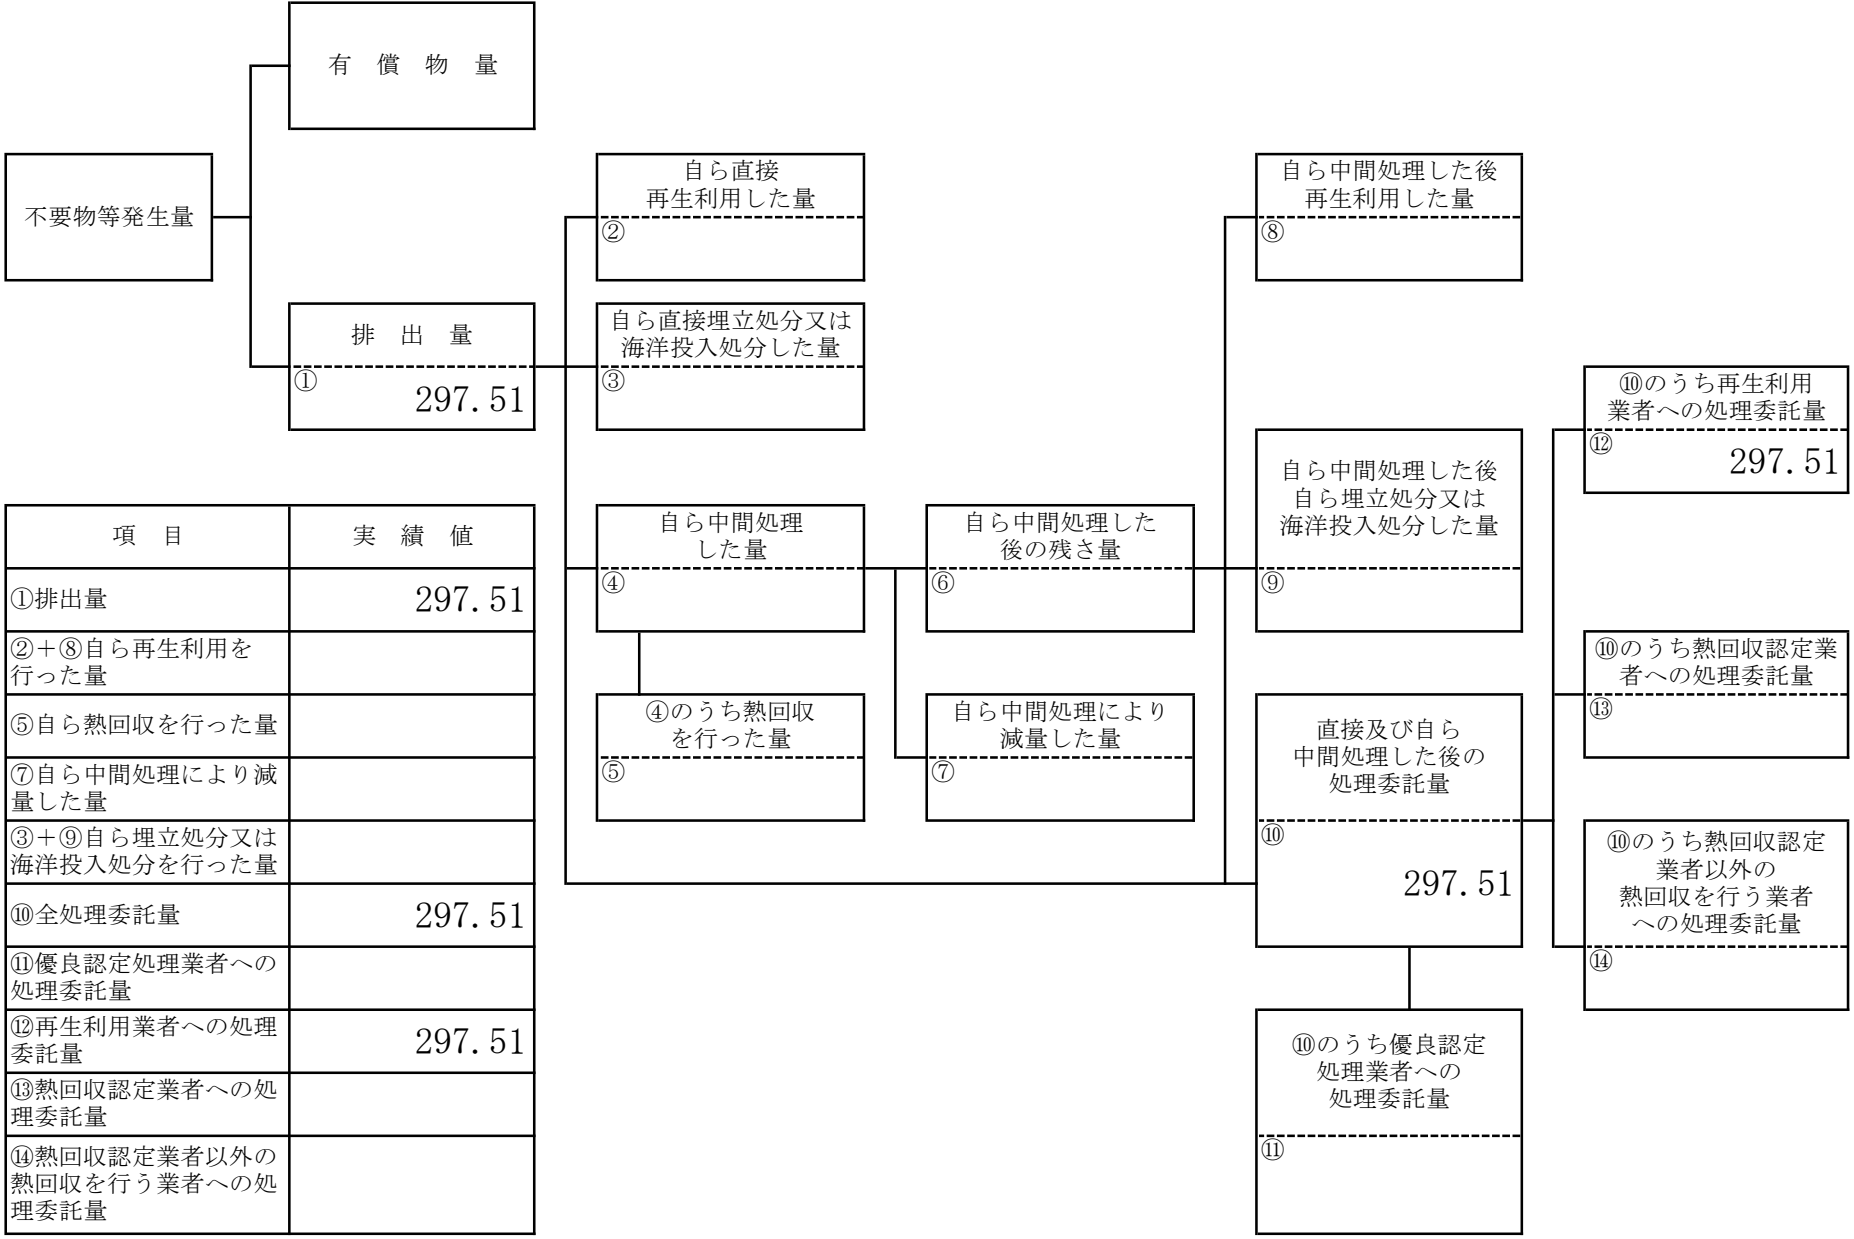 有　償　物　量
不要物等発生量
排　出　量
①
297.51
自ら直接
再生利用した量
②
自ら直接埋立処分又は
海洋投入処分した量
③
自ら中間処理
した量
④
④のうち熱回収
を行った量
⑤
自ら中間処理した
後の残さ量
⑥
自ら中間処理により
減量した量
⑦
自ら中間処理した後
再生利用した量
⑧
自ら中間処理した後
自ら埋立処分又は
海洋投入処分した量
⑨
直接及び自ら
中間処理した後の
処理委託量
⑩
297.51
⑩のうち優良認定
処理業者への
処理委託量
⑪
⑩のうち再生利用
業者への処理委託量
⑫
297.51
⑩のうち熱回収認定業
者への処理委託量
⑬
⑩のうち熱回収認定
業者以外の
熱回収を行う業者
への処理委託量
⑭
項　目　実　績　値
①排出量　297.51
②＋⑧自ら再生利用を
行った量
⑤自ら熱回収を行った量
⑦自ら中間処理により減
量した量
③＋⑨自ら埋立処分又は
海洋投入処分を行った量
⑩全処理委託量　297.51
⑪優良認定処理業者への
処理委託量
⑫再生利用業者への処理
委託量　297.51
⑬熱回収認定業者への処
理委託量
⑭熱回収認定業者以外の
熱回収を行う業者への処
理委託量